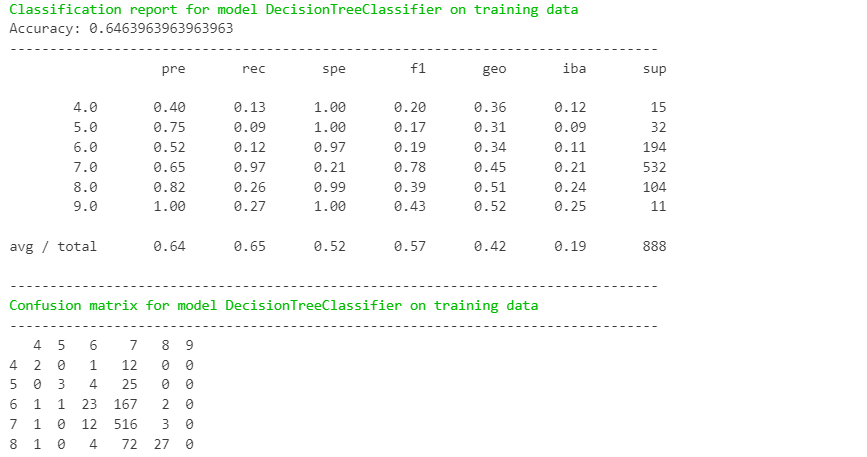 Classification report for model DecisionTreeClassifier on training data
Accuracy: 0.6463963963963963
---------------------------------------------------------------------------------
pre rec spe f1 geo iba sup
4.0 0.40 0.13 1.00 0.20 0.36 0.12 15
5.0 0.75 0.09 1.00 0.17 0.31 0.09 32
6.0 0.52 0.12 0.97 0.19 0.34 0.11 194
7.0 0.65 0.97 0.21 0.78 0.45 0.21 532
8.0 0.82 0.26 0.99 0.39 0.51 0.24 104
9.0 1.00 0.27 1.00 0.43 0.52 0.25 11
avg / total 0.64 0.65 0.52 0.57 0.42 0.19 888
---------------------------------------------------------------------------------
Confusion matrix for model DecisionTreeClassifier on training data
---------------------------------------------------------------------------------
4 5 6 7 8 9
4 2 0 1 12 0 0
5 0 3 4 25 0 0
6 1 1 23 167 2 0
7 1 0 12 516 3 0
8 1 0 4 72 27 0